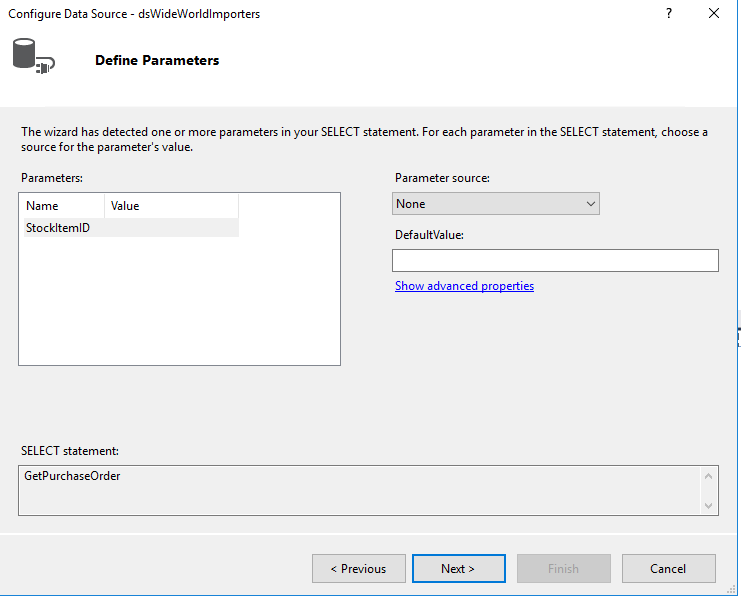 Configure Data Source - dsWideWorldImporters
?
Define Parameters
The wizard has detected one or more parameters in your SELECT statement. For each parameter in the SELECT statement, choose a
source for the parameter's value.
Parameters:
Name Value
StockItemID
Parameter source:
None
DefaultValue:
Show advanced properties
SELECT statement:
GetPurchaseOrder
< Previous Next > Finish Cancel